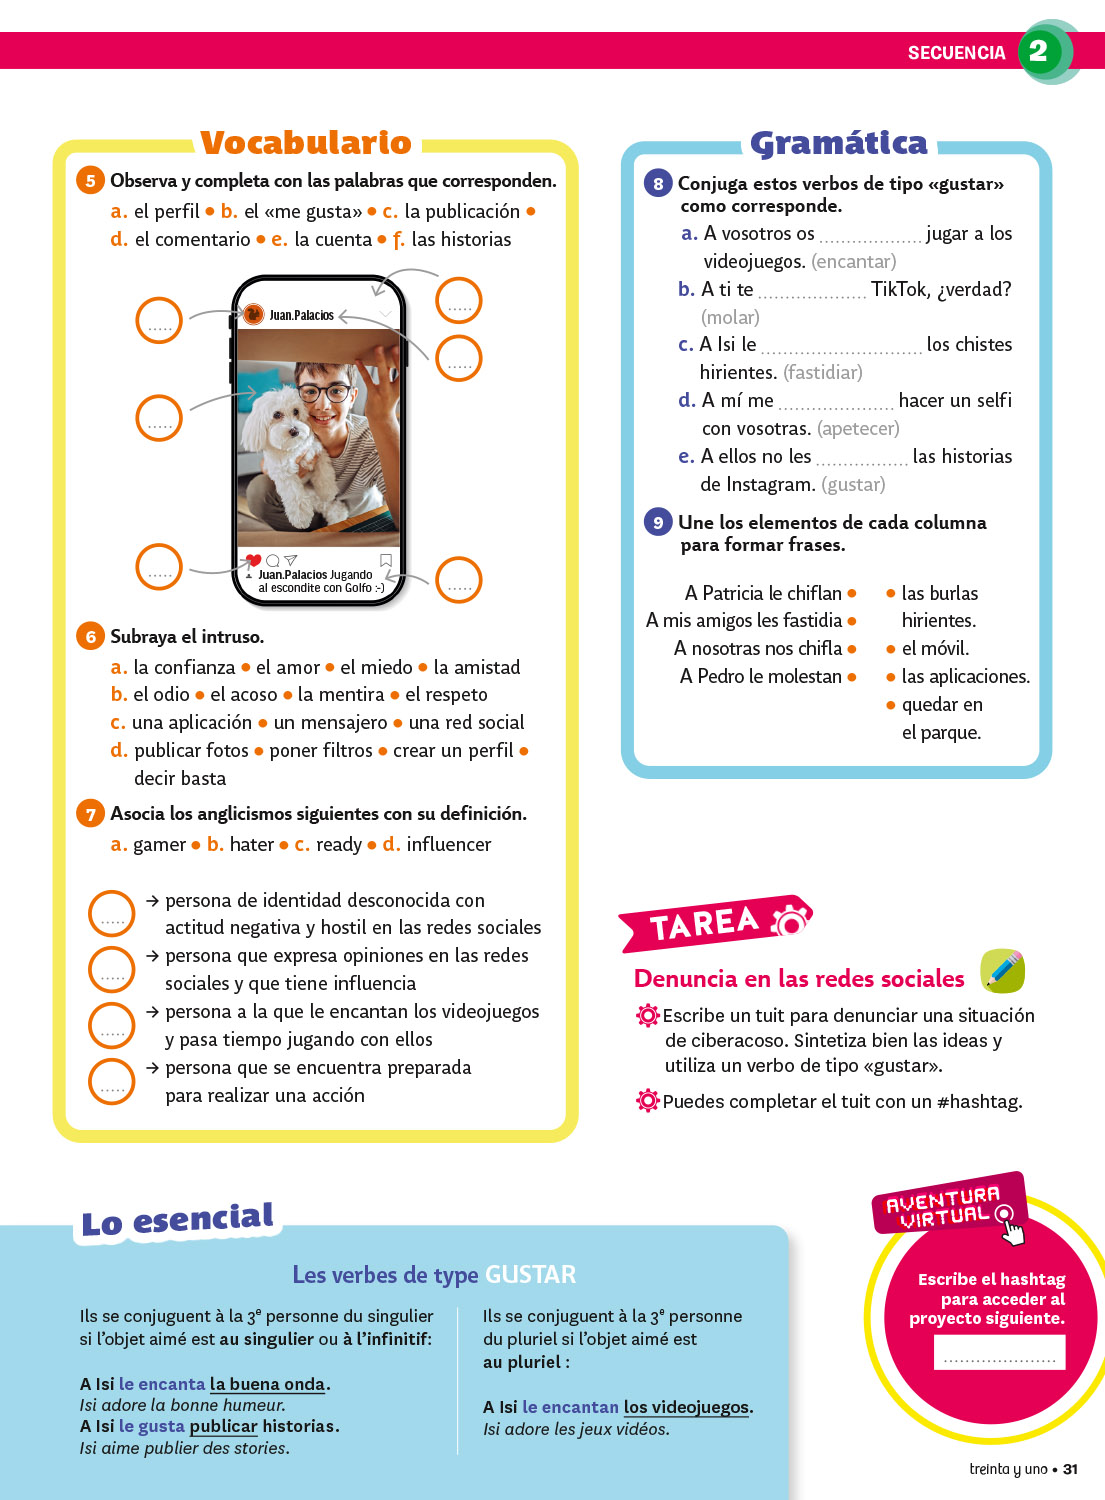 SECUENCIA 2
Vocabulario
5 Observa y completa con las palabras que corresponden.
a. el perfil • b. el «me gusta» • c. la publicación •
d. el comentario • e. la cuenta • f. las historias
.....
.....
Juan.Palacios
.....
.....
.....
.....
Juan.Palacios Jugando
al escondite con Golfo :-)
6 Subraya el intruso.
a. la confianza • el amor • el miedo • la amistad
b. el odio • el acoso • la mentira • el respeto
c. una aplicación • un mensajero • una red social
d. publicar fotos • poner filtros • crear un perfil •
decir basta
7 Asocia los anglicismos siguientes con su definición.
a. gamer • b. hater • c. ready • d. influencer
..... → persona de identidad desconocida con
actitud negativa y hostil en las redes sociales
..... → persona que expresa opiniones en las redes
sociales y que tiene influencia
..... → persona a la que le encantan los videojuegos
y pasa tiempo jugando con ellos
..... → persona que se encuentra preparada
para realizar una acción
Gramática
8 Conjuga estos verbos de tipo «gustar»
como corresponde.
a. A vosotros os ................... jugar a los
videojuegos. (encantar)
b. A ti te .................... TikTok, ¿verdad?
(molar)
c. A Isi le .............................. los chistes
hirientes. (fastidiar)
d. A mí me ...................... hacer un selfi
con vosotras. (apetecer)
e. A ellos no les ................. las historias
de Instagram. (gustar)
9 Une los elementos de cada columna
para formar frases.
A Patricia le chiflan • • las burlas
A mis amigos les fastidia • hirientes.
A nosotras nos chifla • • el móvil.
A Pedro le molestan • • las aplicaciones.
• quedar en
el parque.
TAREA
Denuncia en las redes sociales
Escribe un tuit para denunciar una situación
de ciberacoso. Sintetiza bien las ideas y
utiliza un verbo de tipo «gustar».
Puedes completar el tuit con un #hashtag.
Lo esencial
Les verbes de type GUSTAR
Ils se conjuguent à la 3e personne du singulier
si l'objet aimé est au singulier ou à l'infinitif:
A Isi le encanta la buena onda.
Isi adore la bonne humeur.
A Isi le gusta publicar historias.
Isi aime publier des stories.
Ils se conjuguent à la 3e personne
du pluriel si l'objet aimé est
au pluriel :
A Isi le encantan los videojuegos.
Isi adore les jeux vidéos.
AVENTURA
VIRTUAL
Escribe el hashtag
para acceder al
proyecto siguiente.
.....................
treinta y uno • 31